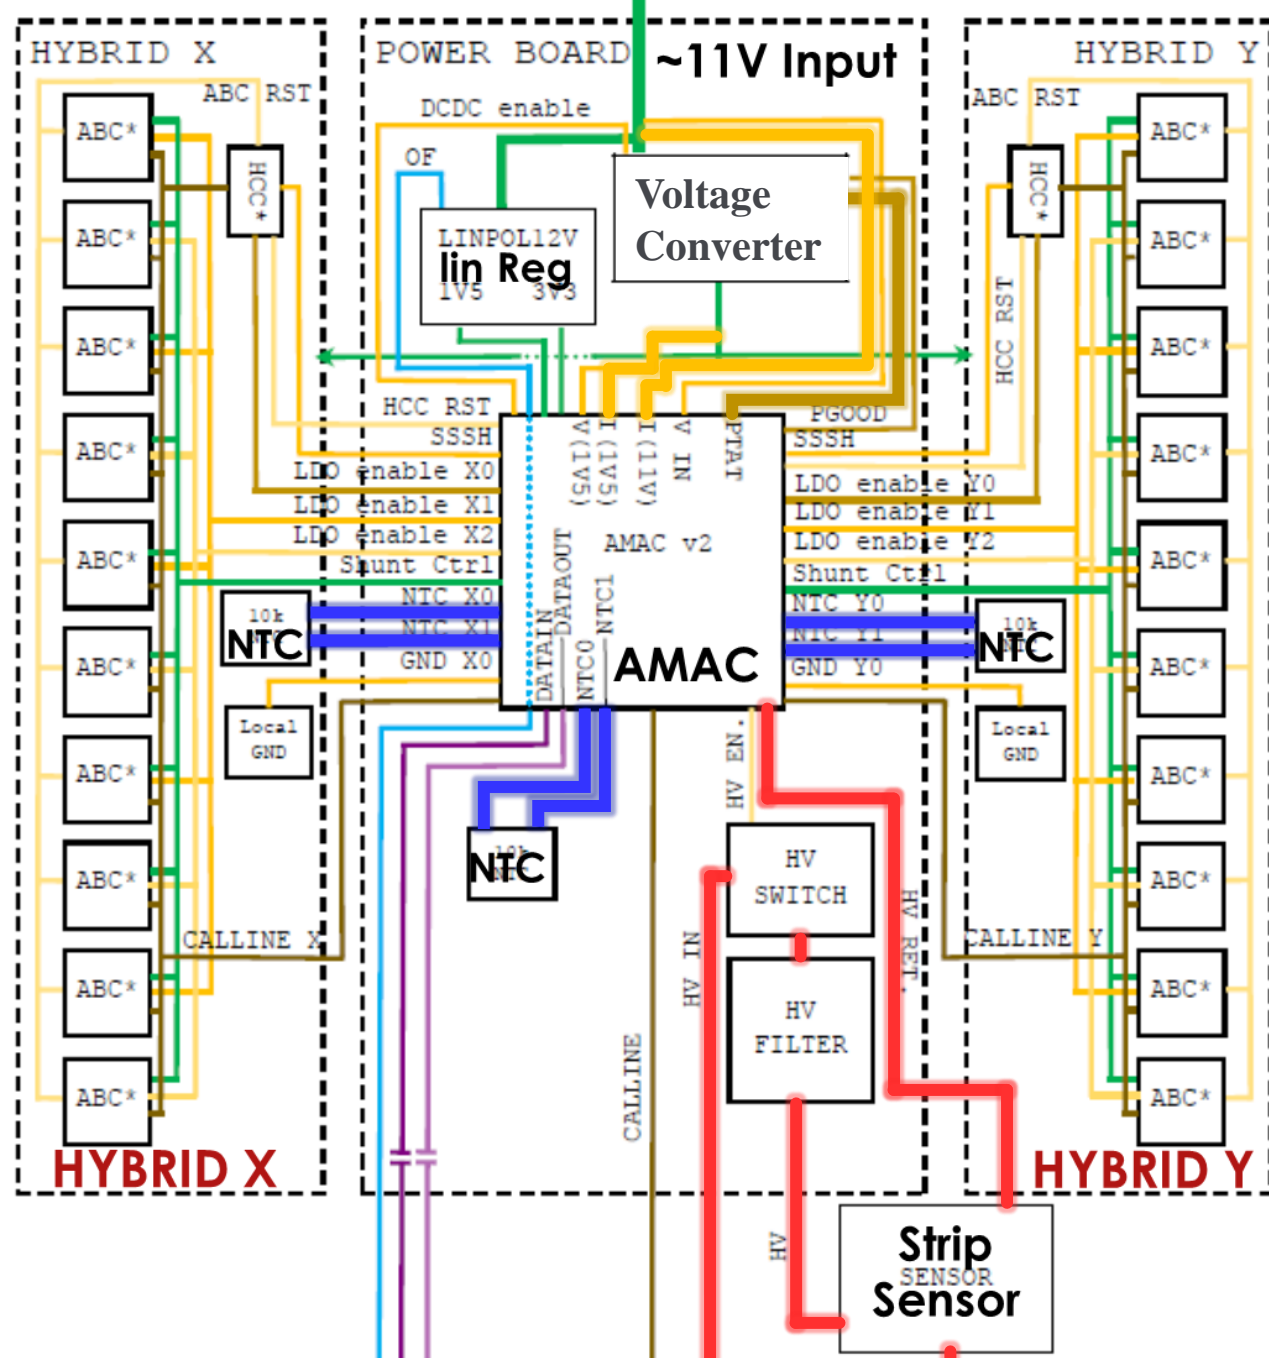 HYBRID X
POWER BOARD
~11V Input
HYBRID Y
ABC RST
DCDC enable
ABC RST
ABC*
HCC*
OF
Voltage
Converter
HCC*
ABC*
ABC*
LINPOL12V
lin Reg
1V5 3V3
ABC*
ABC*
HCC RST
ABC*
ABC*
HCC RST
SSSH
LDO enable X0
LDO enable X1
LDO enable X2
Shunt Ctrl
NTC X0
NTC X1
GND X0
V(1V5)
I(1V5)
I(11V)
V IN
PTAT
AMAC v2
DATAIN
DATAOUT
NTC0
NTC1
AMAC
PGOOD
SSSH
LDO enable Y0
LDO enable Y1
LDO enable Y2
Shunt Ctrl
NTC Y0
NTC Y1
GND Y0
ABC*
ABC*
ABC*
ABC*
10k
NTC
10k
NTC
ABC*
ABC*
Local
GND
Local
GND
ABC*
ABC*
HV EN.
10k
NTC
HV
SWITCH
ABC*
ABC*
CALLINE X
HV IN
HV RET.
CALLINE Y
ABC*
HV
FILTER
ABC*
CALLINE
ABC*
ABC*
HYBRID X
HYBRID Y
HV
Strip
SENSOR
Sensor